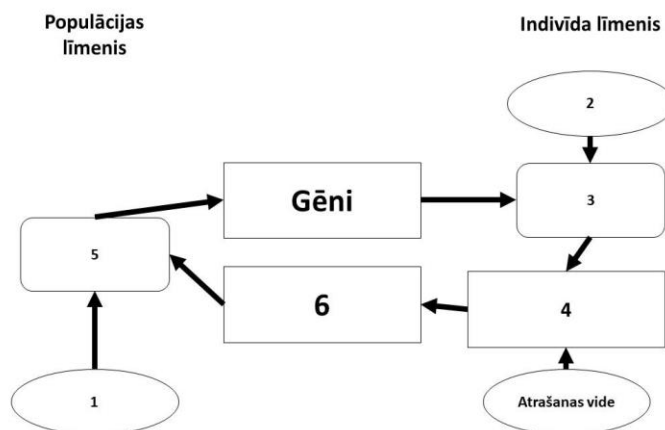 Populācijas
līmenis
Indivīda līmenis
2
Gēni
3
5
6
4
1
Atrašanas vide